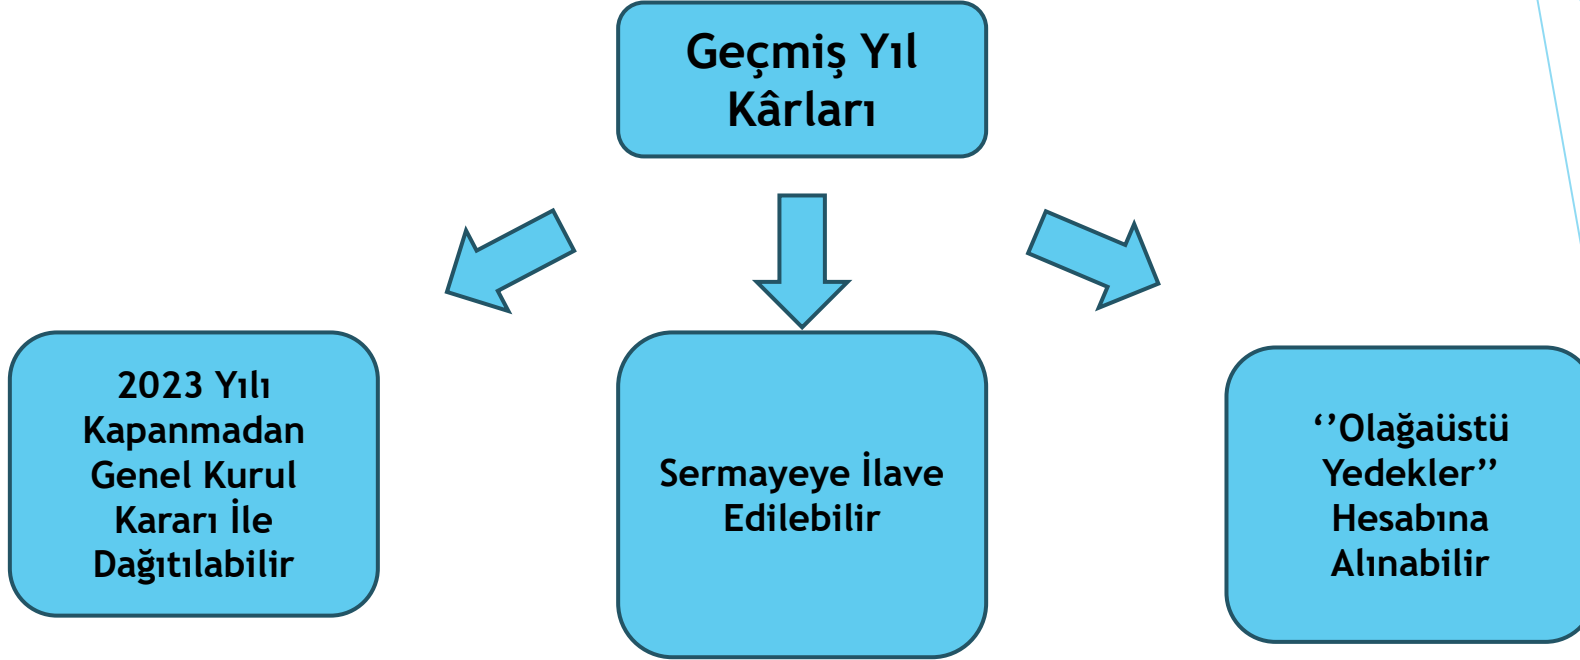 Geçmiş Yıl
Kârları
2023 Yılı
Kapanmadan
Genel Kurul
Kararı İle
Dağıtılabilir
Sermayeye İlave
Edilebilir
‘’Olağaüstü
Yedekler’’
Hesabına
Alınabilir